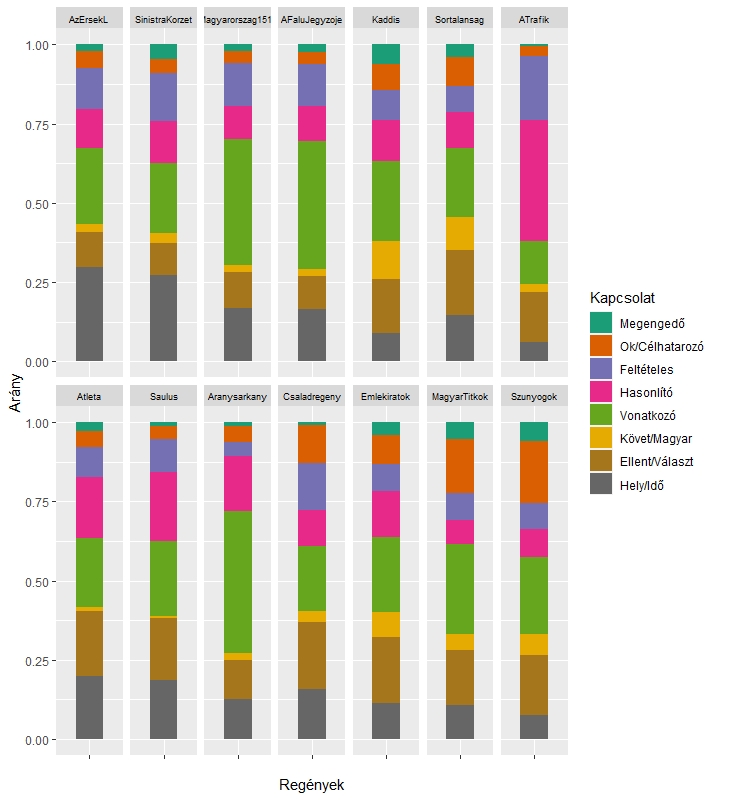 AzErsekL SinistraKorzet Magyarorszag151 AFaluJegyzoje Kaddis Sortalansag ATrafik
1.00
0.75
0.50
0.25
0.00
Atleta Saulus Aranysarkany Csaladregeny Emlekiratok MagyarTitkok Szunyogok
1.00
0.75
0.50
0.25
0.00
Arány
Regények
Kapcsolat
Megengedő
Ok/Célhatarozó
Feltételes
Hasonlító
Vonatkozó
Követ/Magyar
Ellent/Választ
Hely/Idő